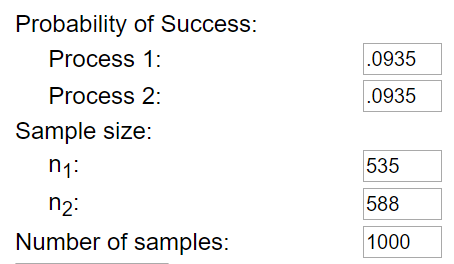 Probability of Success:
Process 1: .0935
Process 2: .0935
Sample size:
n₁: 535
n₂: 588
Number of samples: 1000